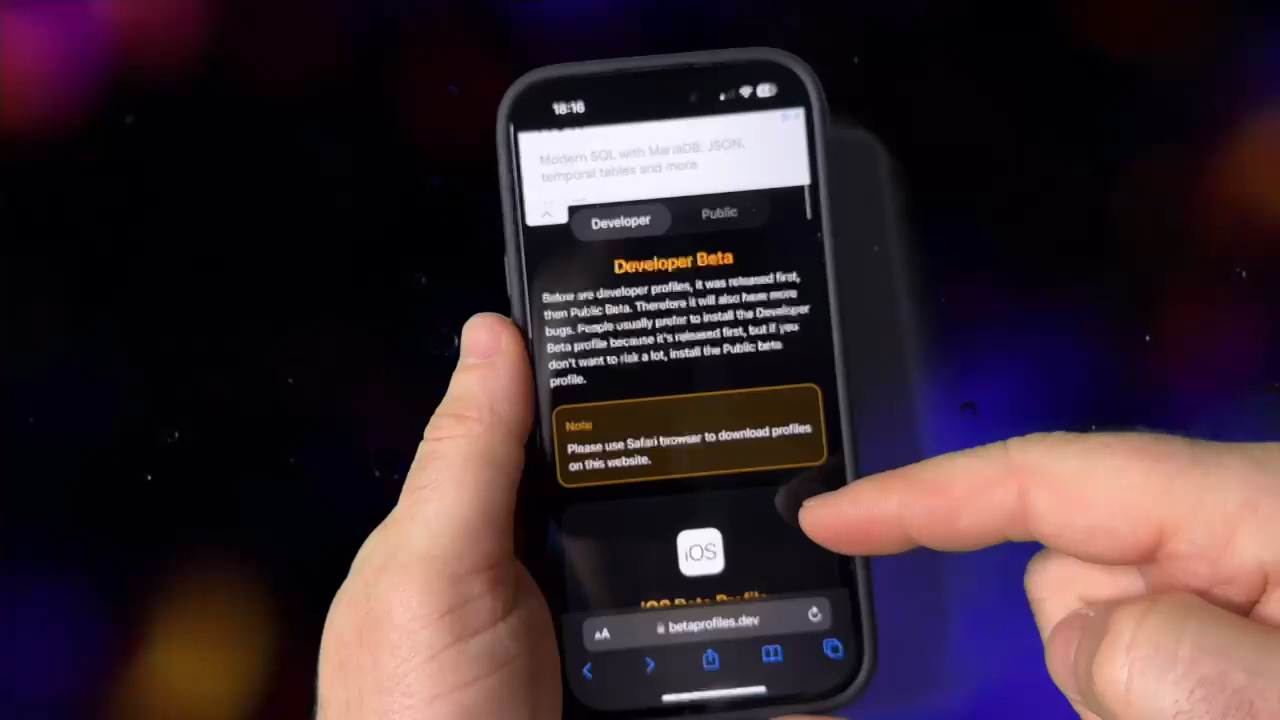 18:16
Modern SQL with MariaDB: JSON,
temporal tables and more
Developer
Public
Developer Beta
Below are developer profiles, it was released first,
then Public Beta. Therefore it will also have more
bugs. People usually prefer to install the Developer
Beta profile because it's released first, but if you
don't want to risk a lot, install the Public beta
profile.
Note
Please use Safari browser to download profiles
on this website.
iOS
iOS Beta Profile
AA
betaprofiles.dev